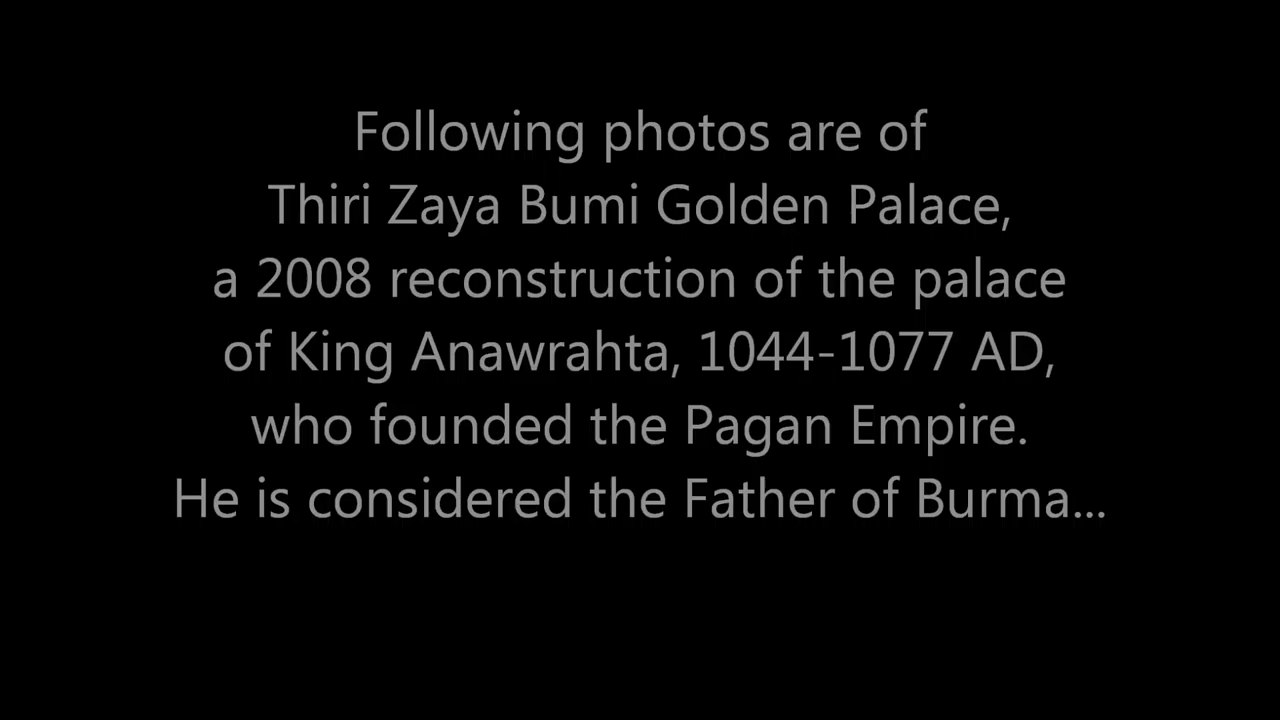 Following photos are of
Thiri Zaya Bumi Golden Palace,
a 2008 reconstruction of the palace
of King Anawrahta, 1044-1077 AD,
who founded the Pagan Empire.
He is considered the Father of Burma...